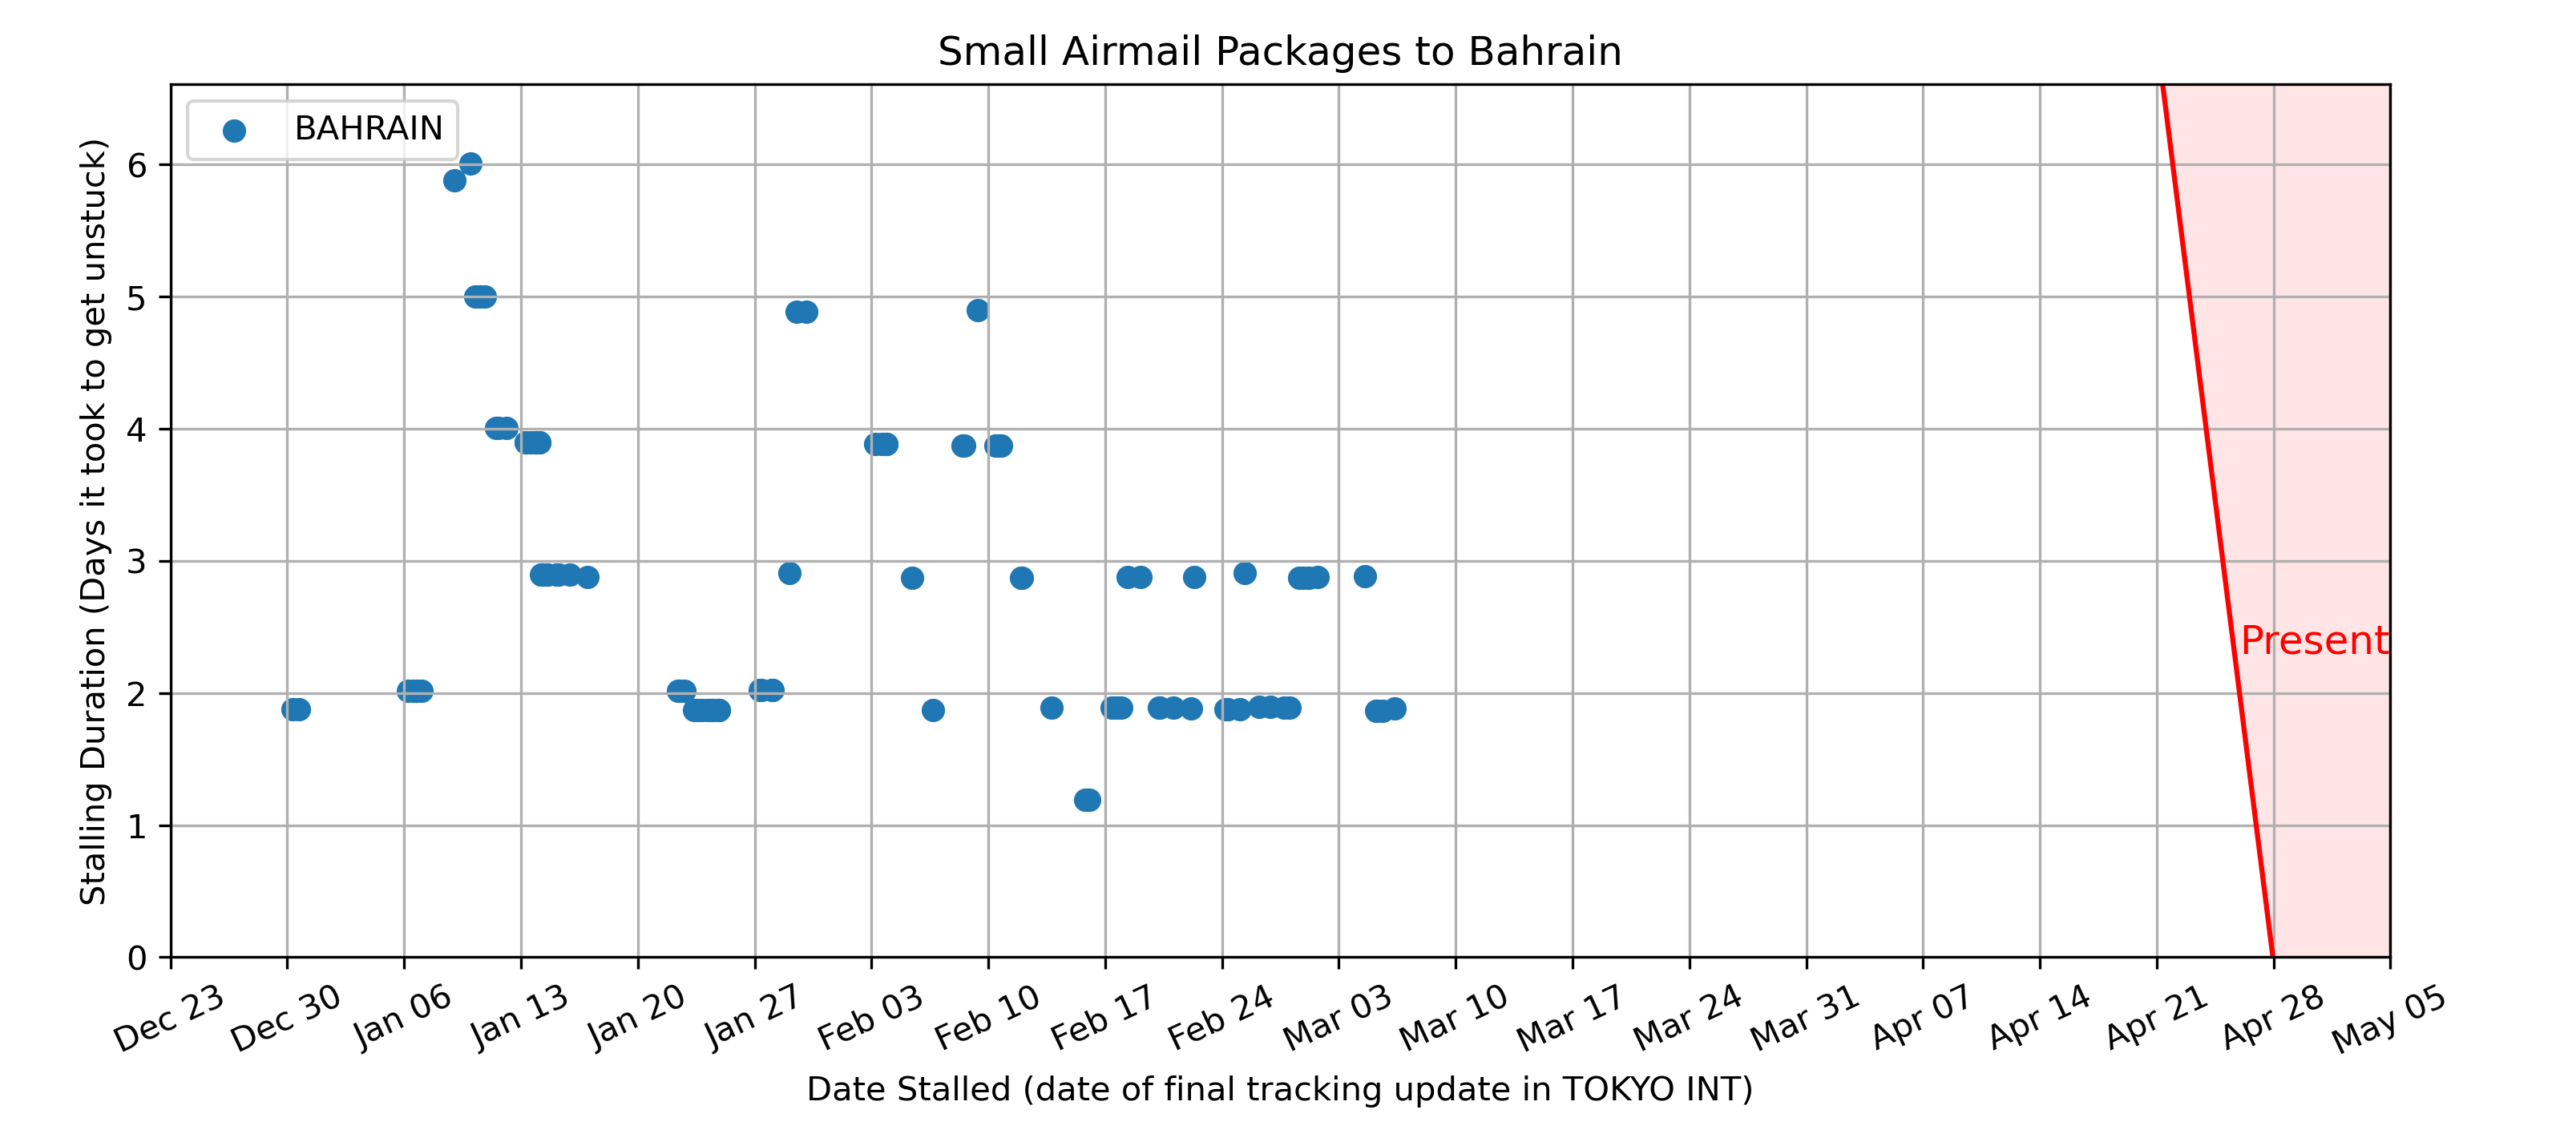 Small Airmail Packages to Bahrain
BAHRAIN
Stalling Duration (Days it took to get unstuck)
6
5
4
3
2
1
0
Present
Dec 23
Dec 30
Jan 06
Jan 13
Jan 20
Jan 27
Feb 03
Feb 10
Feb 17
Feb 24
Mar 03
Mar 10
Mar 17
Mar 24
Mar 31
Apr 07
Apr 14
Apr 21
Apr 28
May 05
Date Stalled (date of final tracking update in TOKYO INT)